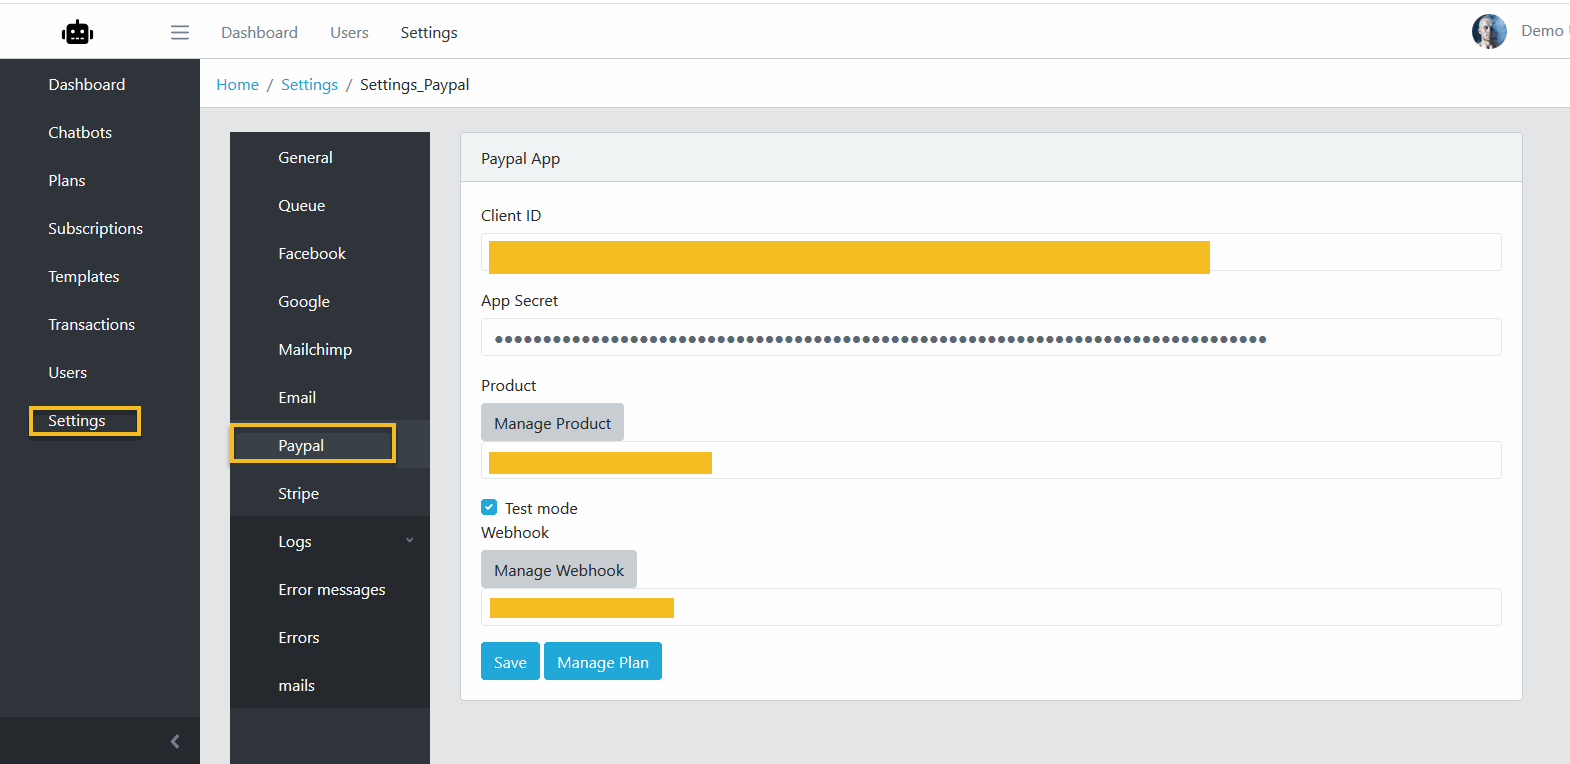 Dashboard Users Settings Demo
Home / Settings / Settings_Paypal
Dashboard
Chatbots
Plans
Subscriptions
Templates
Transactions
Users
Settings
General
Queue
Facebook
Google
Mailchimp
Email
Paypal
Stripe
Logs
Error messages
Errors
mails
Paypal App
Client ID
App Secret
Product
Manage Product
Test mode
Webhook
Manage Webhook
Save Manage Plan